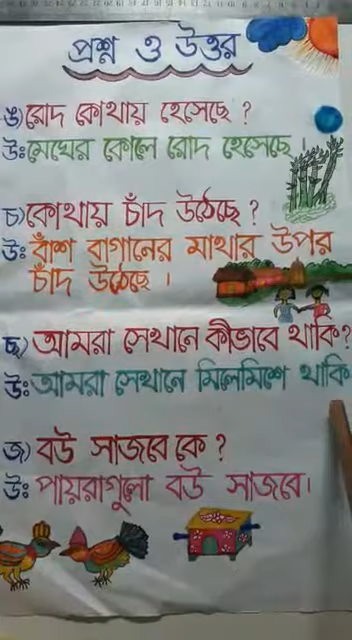 প্রশ্ন ও উত্তর
ঙ) রোদ কোথায় হেসেছে ?
উঃ মেঘের কোলে রোদ হেসেছে ।
চ) কোথায় চাঁদ উঠেছে ?
উঃ বাঁশ বাগানের মাথার উপর
চাঁদ উঠেছে ।
ছ) আমরা সেখানে কীভাবে থাকি?
উঃ আমরা সেখানে মিলেমিশে থাকি
জ) বউ সাজবে কে ?
উঃ পায়রাগুলো বউ সাজবে।